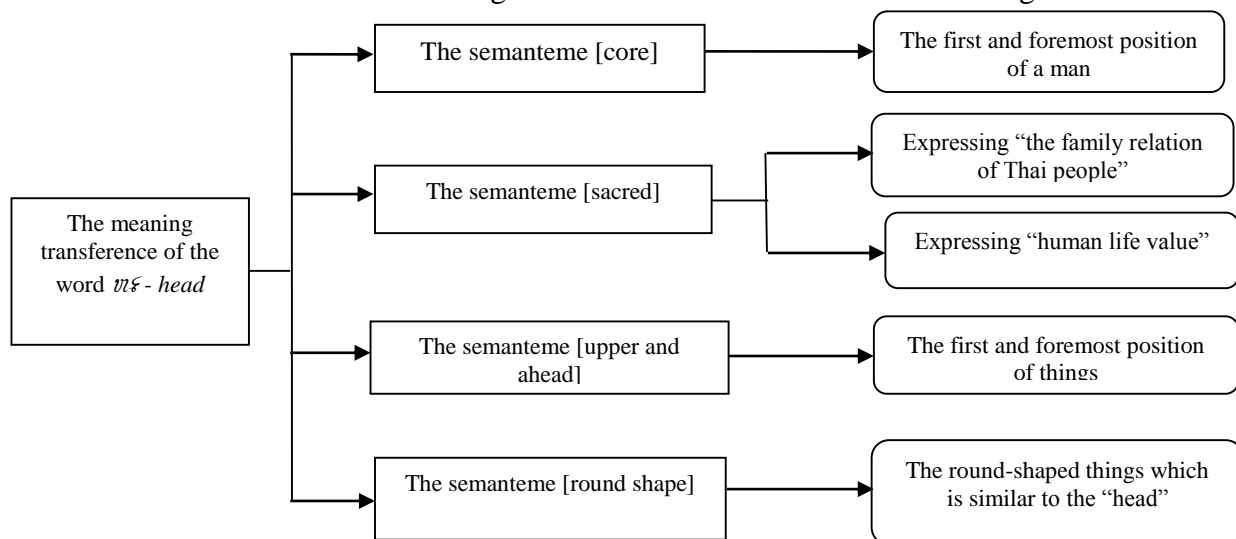 The semanteme [core]
The first and foremost position
of a man
Expressing “the family relation
of Thai people”
The semanteme [sacred]
The meaning
transference of the
word - head
Expressing “human life value”
The semanteme [upper and
ahead]
The first and foremost position
of things
The semanteme [round shape]
The round-shaped things which
is similar to the “head”